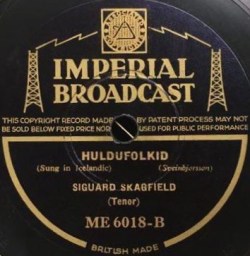 IMPERIAL
BROADCAST
THIS COPYRIGHT RECORD MADE BY PATENT PROCESS MAY NOT
BE SOLD BELOW FIXED PRICE NOR USED FOR PUBLIC PERFORMANCE
HULDUFOLKID
(Sung in Icelandic) (Sveinbjornson)
SIGUARD SKAGFIELD
(Tenor)
ME 6018-B
BRITISH MADE